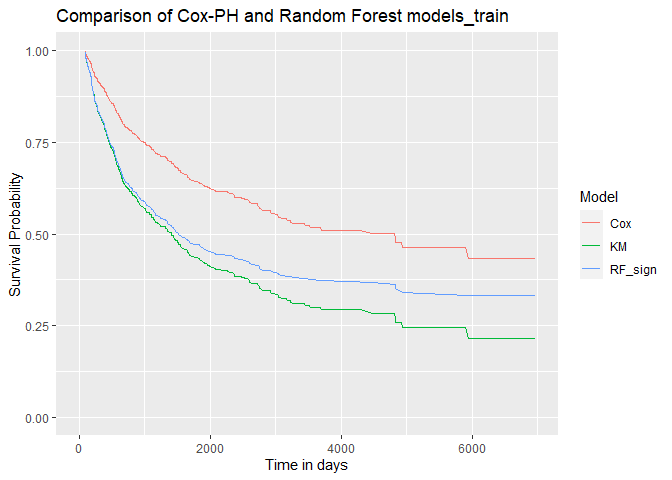 Comparison of Cox-PH and Random Forest models_train
1.00
0.75
0.50
0.25
0.00
Survival Probability
0
2000
4000
6000
Time in days
Model
Cox
KM
RF_sign